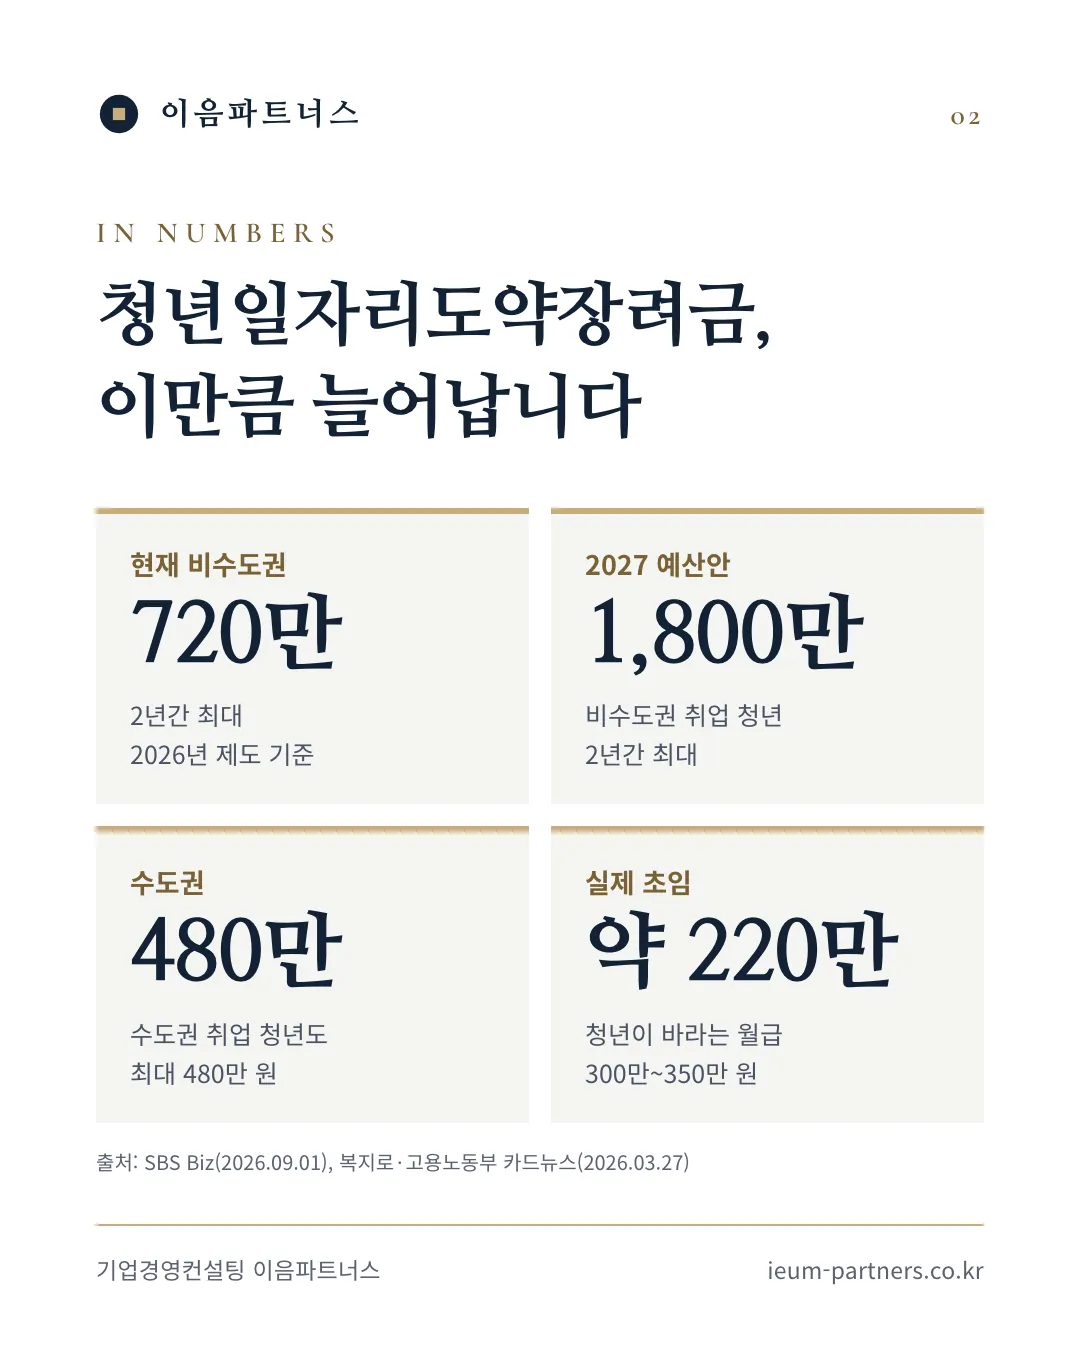 이음파트너스
02
IN NUMBERS
청년일자리도약장려금,
이만큼 늘어납니다
현재 비수도권
720만
2년간 최대
2026년 제도 기준
2027 예산안
1,800만
비수도권 취업 청년
2년간 최대
수도권
480만
수도권 취업 청년도
최대 480만 원
실제 초임
약 220만
청년이 바라는 월급
300만~350만 원
출처: SBS Biz(2026.09.01), 복지로·고용노동부 카드뉴스(2026.03.27)
기업경영컨설팅 이음파트너스
ieum-partners.co.kr